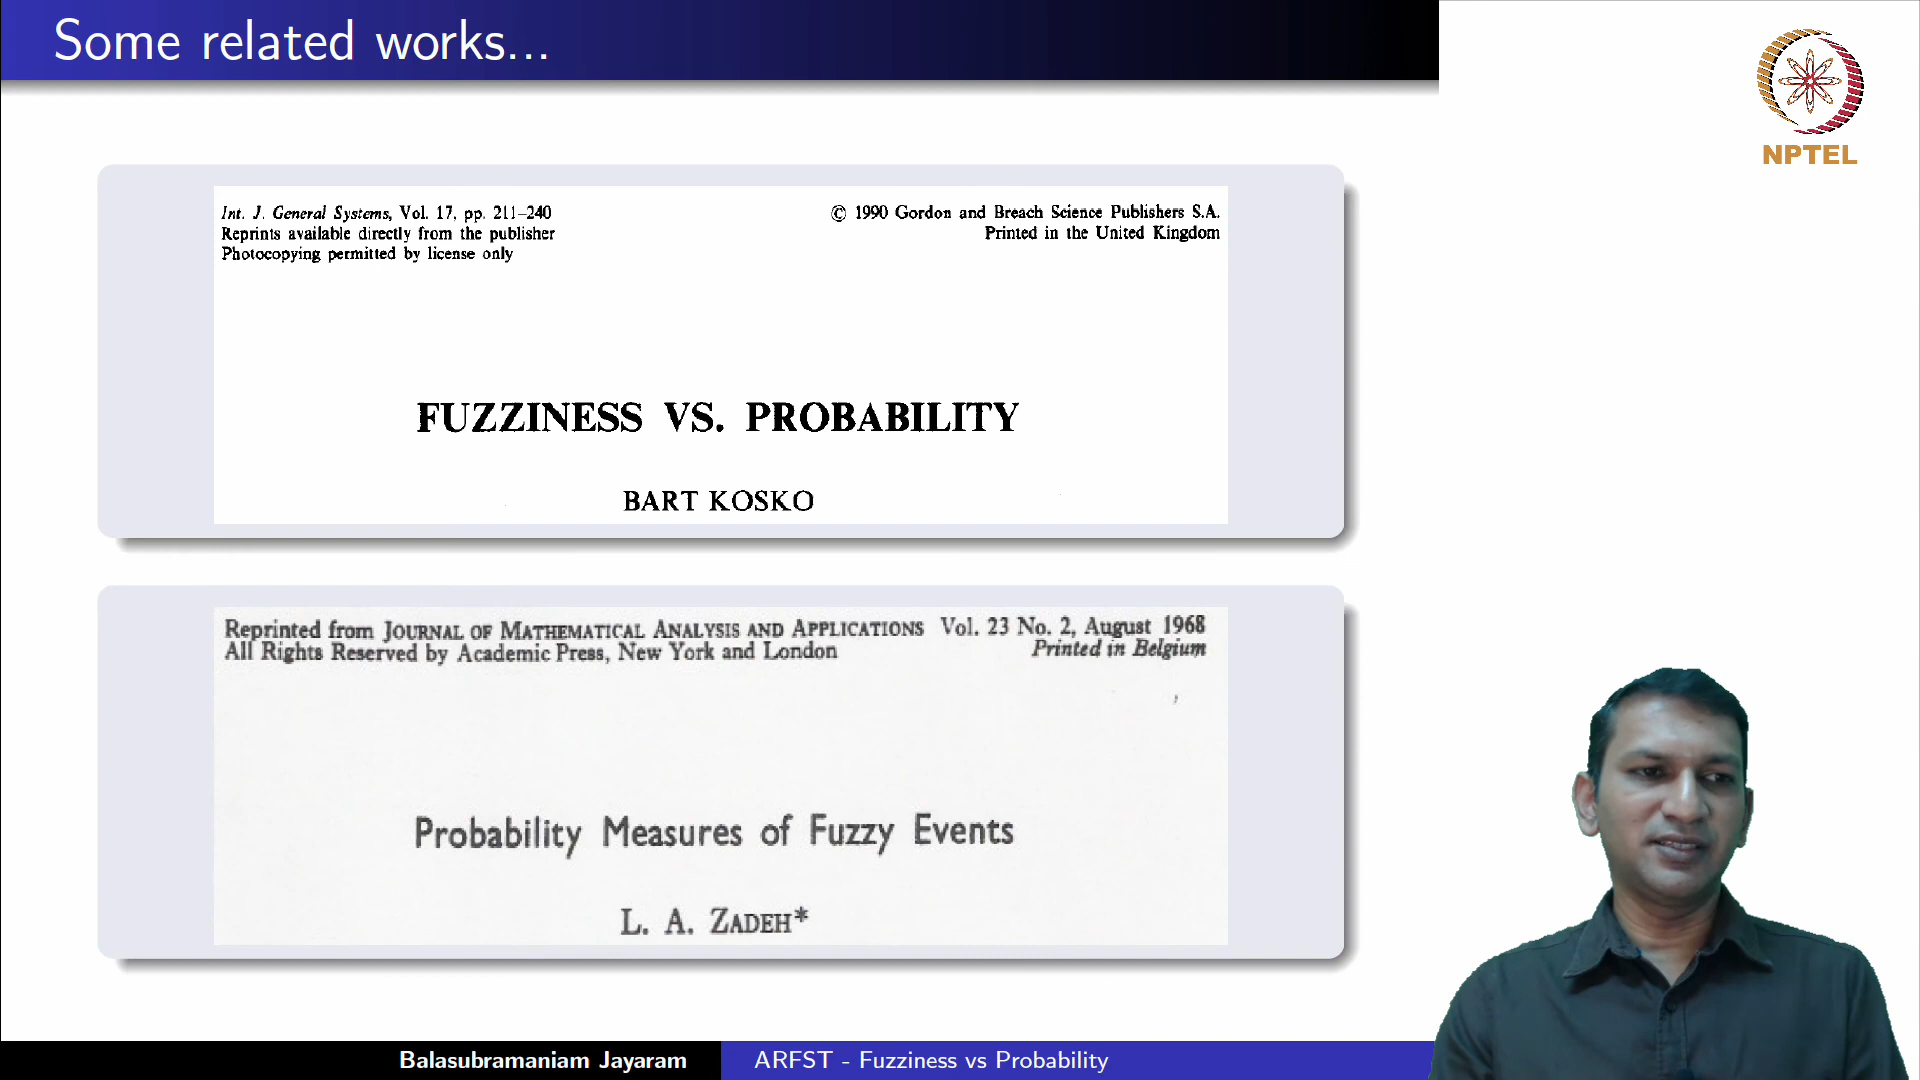 Some related works...
NPTEL
Int. J. General Systems, Vol. 17, pp. 211–240
Reprints available directly from the publisher
Photocopying permitted by license only
© 1990 Gordon and Breach Science Publishers S.A.
Printed in the United Kingdom
FUZZINESS VS. PROBABILITY
BART KOSKO
Reprinted from JOURNAL OF MATHEMATICAL ANALYSIS AND APPLICATIONS Vol. 23 No. 2, August 1968
All Rights Reserved by Academic Press, New York and London Printed in Belgium
Probability Measures of Fuzzy Events
L. A. ZADEH*
Balasubramaniam Jayaram ARFST - Fuzziness vs Probability